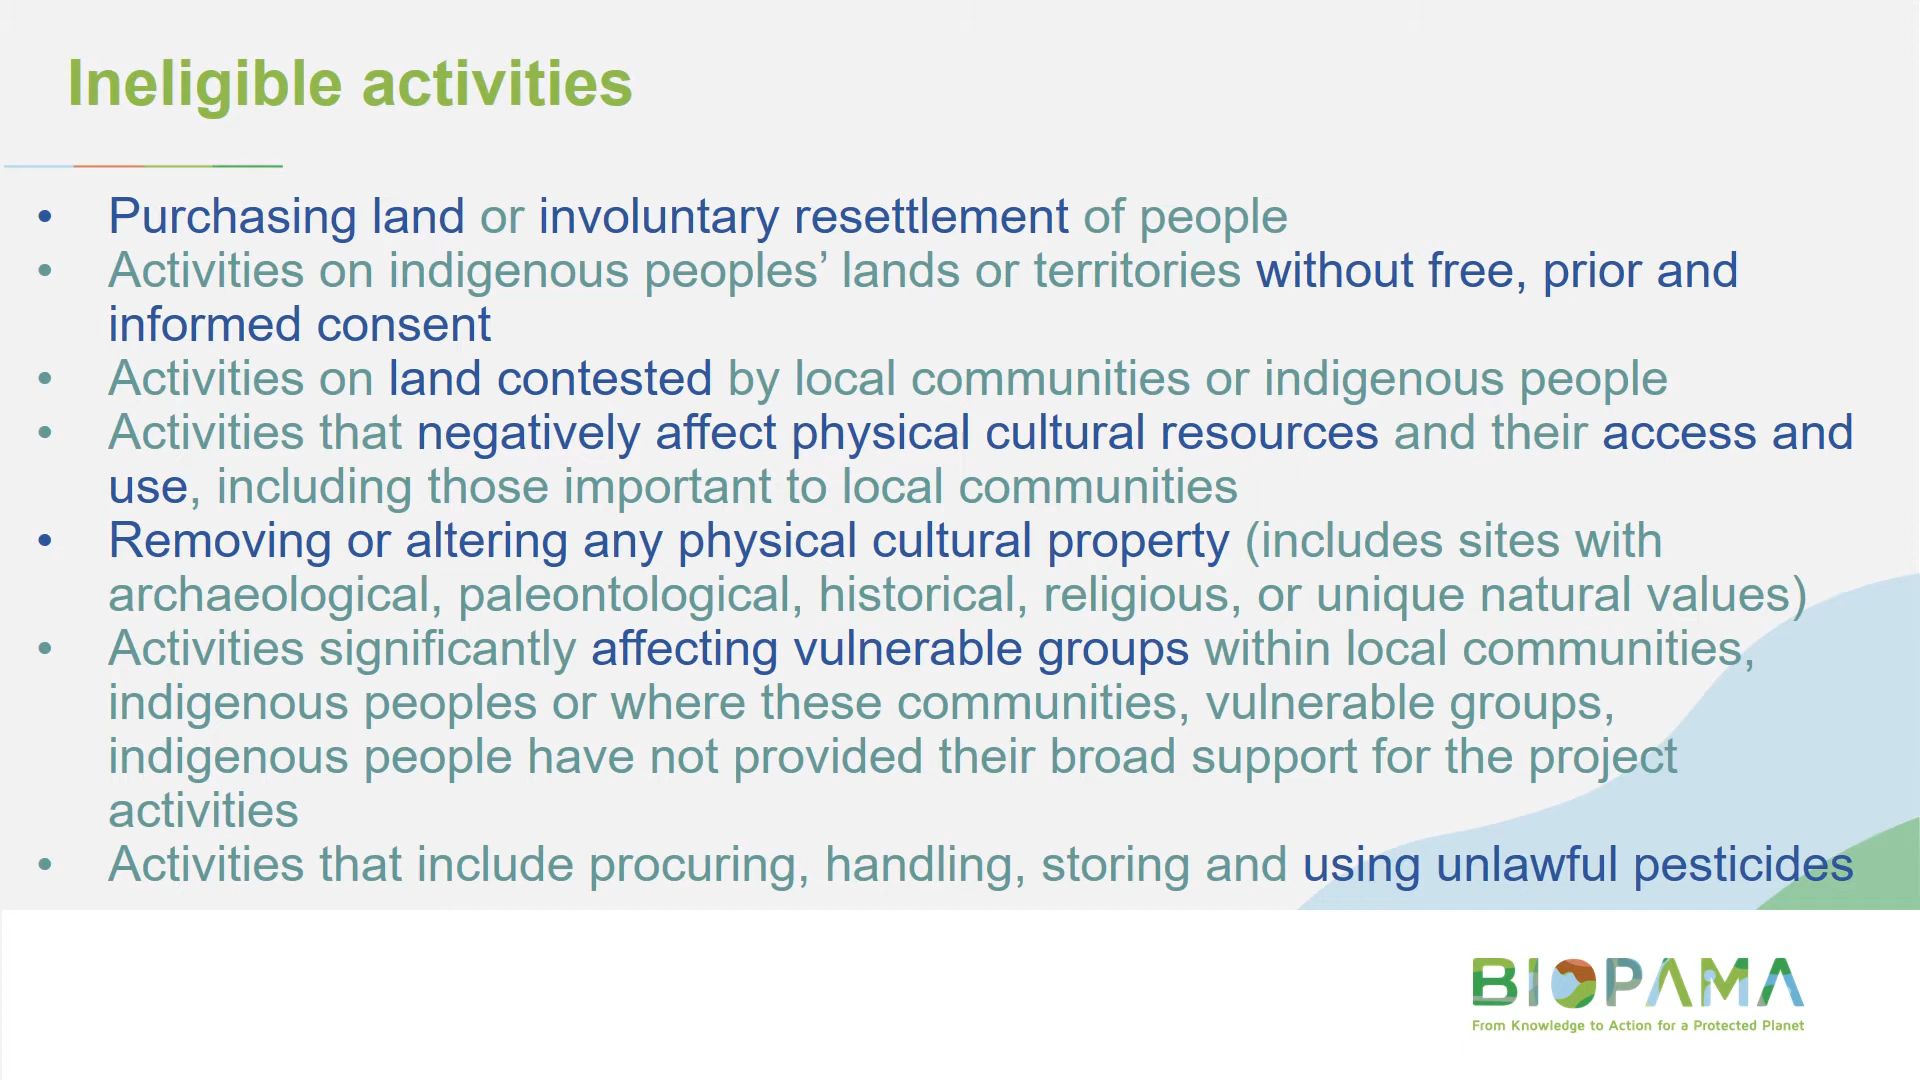 Ineligible activities
• Purchasing land or involuntary resettlement of people
• Activities on indigenous peoples’ lands or territories without free, prior and
informed consent
• Activities on land contested by local communities or indigenous people
• Activities that negatively affect physical cultural resources and their access and
use, including those important to local communities
• Removing or altering any physical cultural property (includes sites with
archaeological, paleontological, historical, religious, or unique natural values)
• Activities significantly affecting vulnerable groups within local communities,
indigenous peoples or where these communities, vulnerable groups,
indigenous people have not provided their broad support for the project
activities
• Activities that include procuring, handling, storing and using unlawful pesticides
BIOPAMA
From Knowledge to Action for a Protected Planet